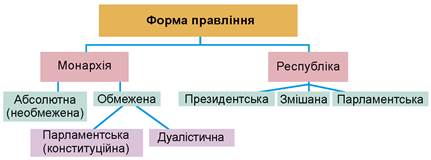 Форма правління
Монархія
Республіка
Абсолютна
(необмежена)
Обмежена
Президентська
Змішана
Парламентська
Парламентська
(конституційна)
Дуалістична